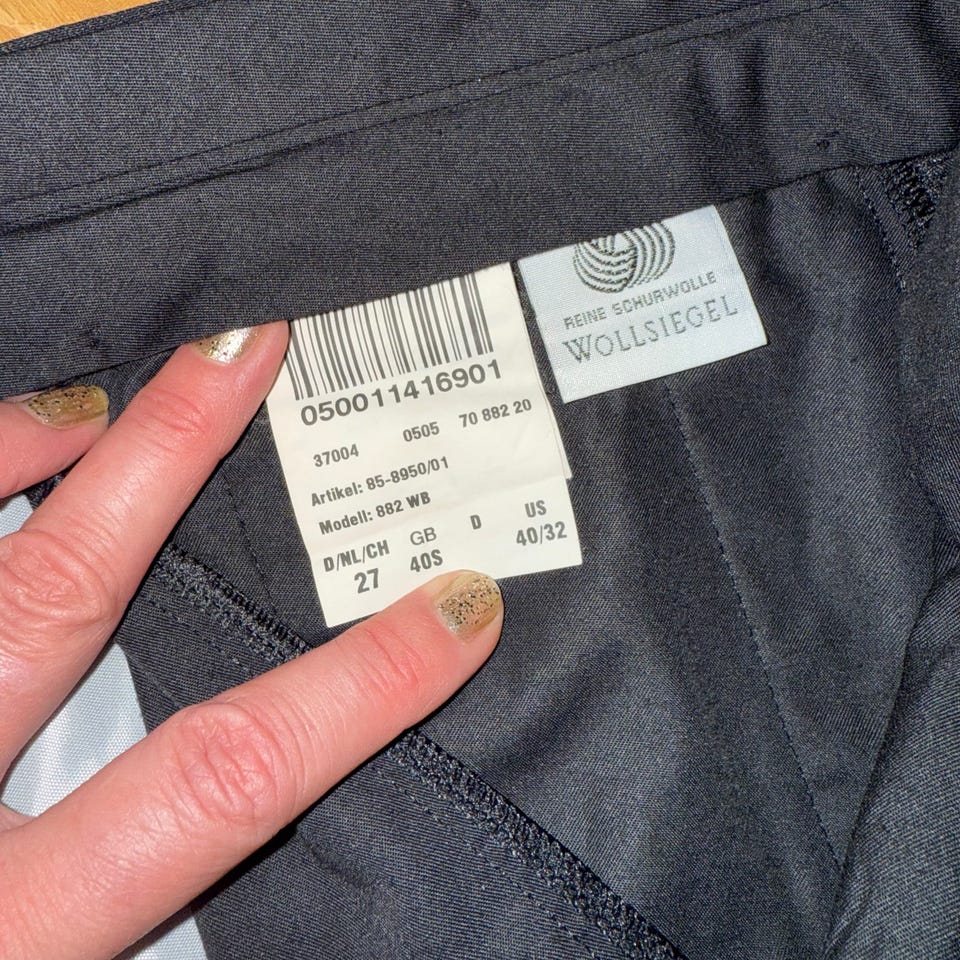 050011416901
37004 0505 70 882 20
Artikel: 85-8950/01
Modell: 882 WB
D/NL/CH GB D US
27 40S 40/32
REINE SCHURWOLLE
WOLLSIEGEL